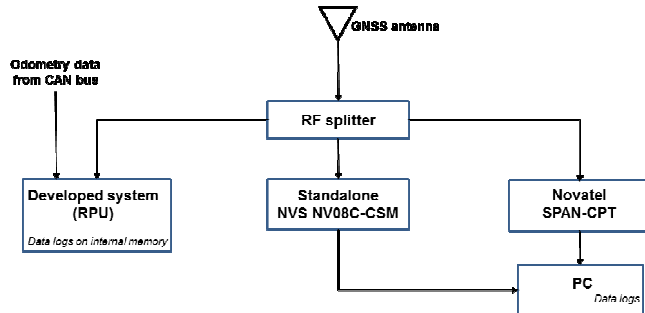 GNSS antenna
Odometry data
from CAN bus
RF splitter
Developed system
(RPU)
Data logs on internal memory
Standalone
NVS NV08C-CSM
Novatel
SPAN-CPT
PC
Data logs